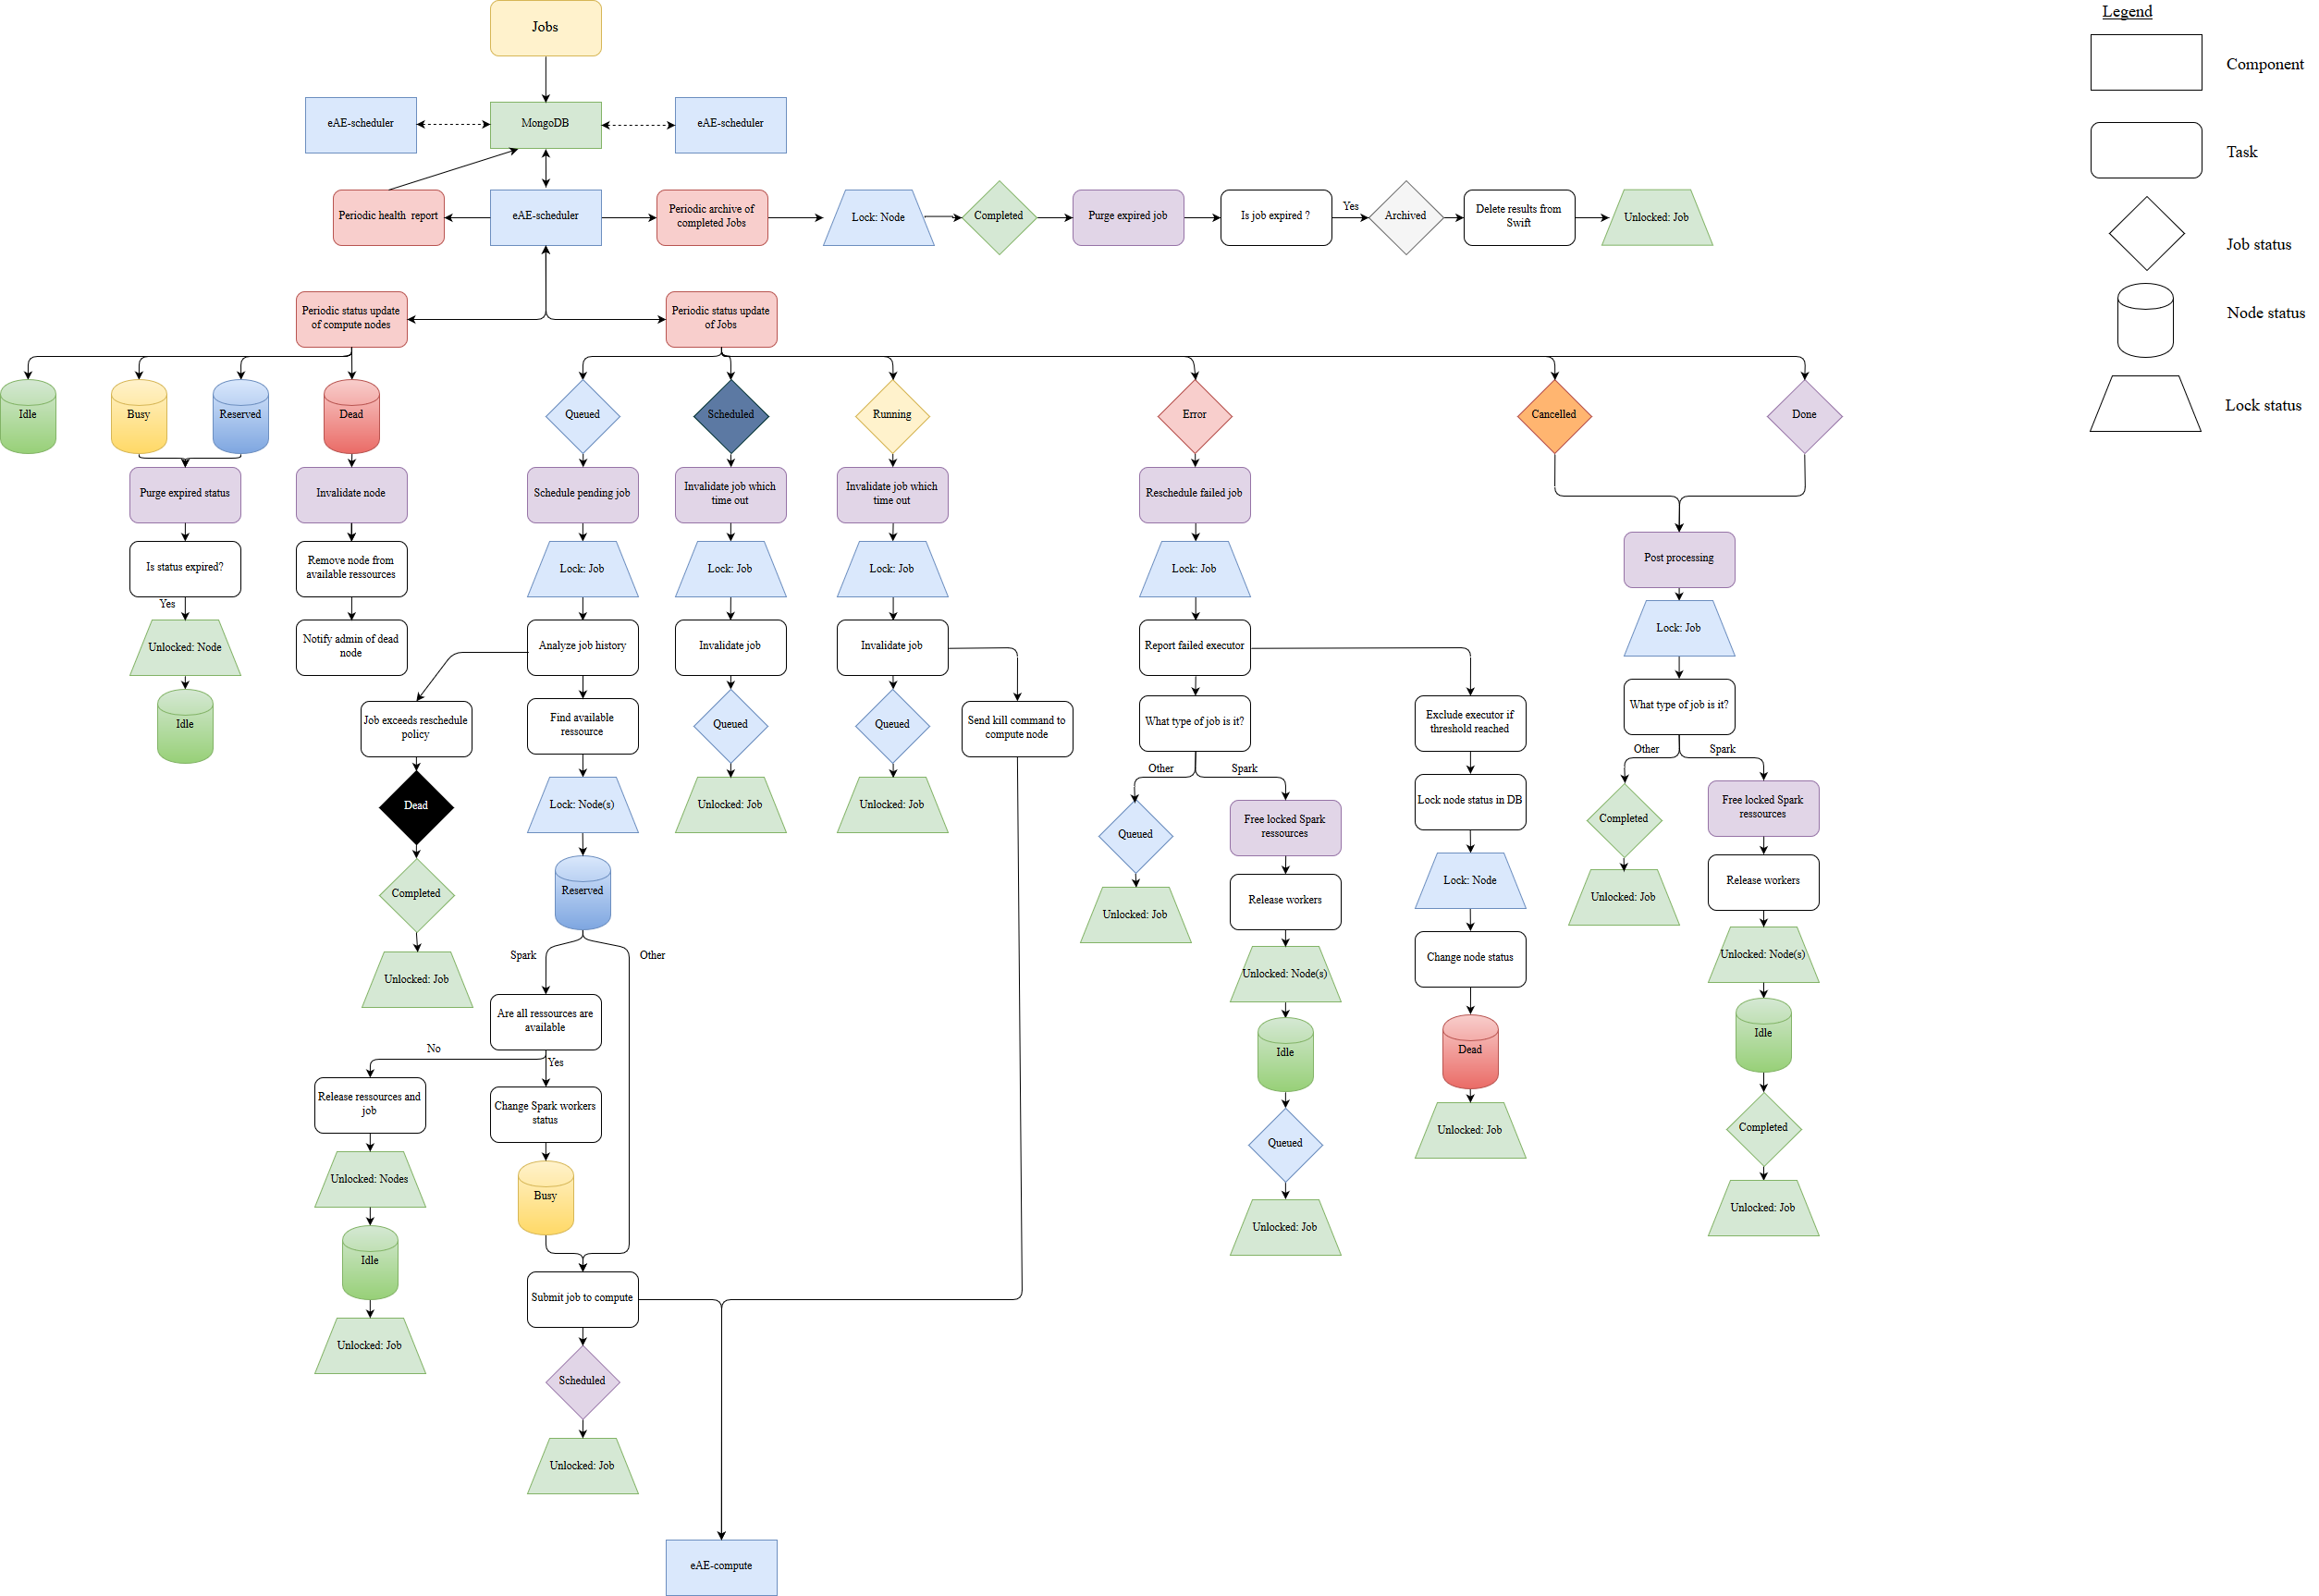 Jobs
Legend
Component
eAE-scheduler
MongoDB
eAE-scheduler
Task
Periodic health  report
eAE-scheduler
Periodic archive of
completed Jobs
Lock: Node
Completed
Purge expired job
Is job expired ?
Yes
Archived
Delete results from
Swift
Unlocked: Job
Job status
Periodic status update
of compute nodes
Periodic status update
of Jobs
Node status
Lock status
Idle
Busy
Reserved
Dead
Queued
Scheduled
Running
Error
Cancelled
Done
Purge expired status
Invalidate node
Schedule pending job
Invalidate job which
time out
Invalidate job which
time out
Reschedule failed job
Post processing
Is status expired?
Remove node from
available ressources
Lock: Job
Lock: Job
Lock: Job
Lock: Job
Yes
Lock: Job
Unlocked: Node
Notify admin of dead
node
Analyze job history
Invalidate job
Invalidate job
Report failed executor
Idle
Job exceeds reschedule
policy
Find available
ressource
Queued
Queued
Send kill command to
compute node
What type of job is it?
Exclude executor if
threshold reached
What type of job is it?
Other
Spark
Other
Spark
Dead
Lock: Node(s)
Unlocked: Job
Unlocked: Job
Queued
Free locked Spark
ressources
Lock node status in DB
Completed
Free locked Spark
ressources
Completed
Reserved
Unlocked: Job
Release workers
Lock: Node
Unlocked: Job
Release workers
Unlocked: Job
Spark
Other
Unlocked: Node(s)
Change node status
Unlocked: Node(s)
Are all ressources are
available
No
Yes
Idle
Dead
Idle
Release ressources and
job
Change Spark workers
status
Queued
Unlocked: Job
Completed
Unlocked: Nodes
Busy
Unlocked: Job
Unlocked: Job
Idle
Submit job to compute
Unlocked: Job
Scheduled
Unlocked: Job
eAE-compute